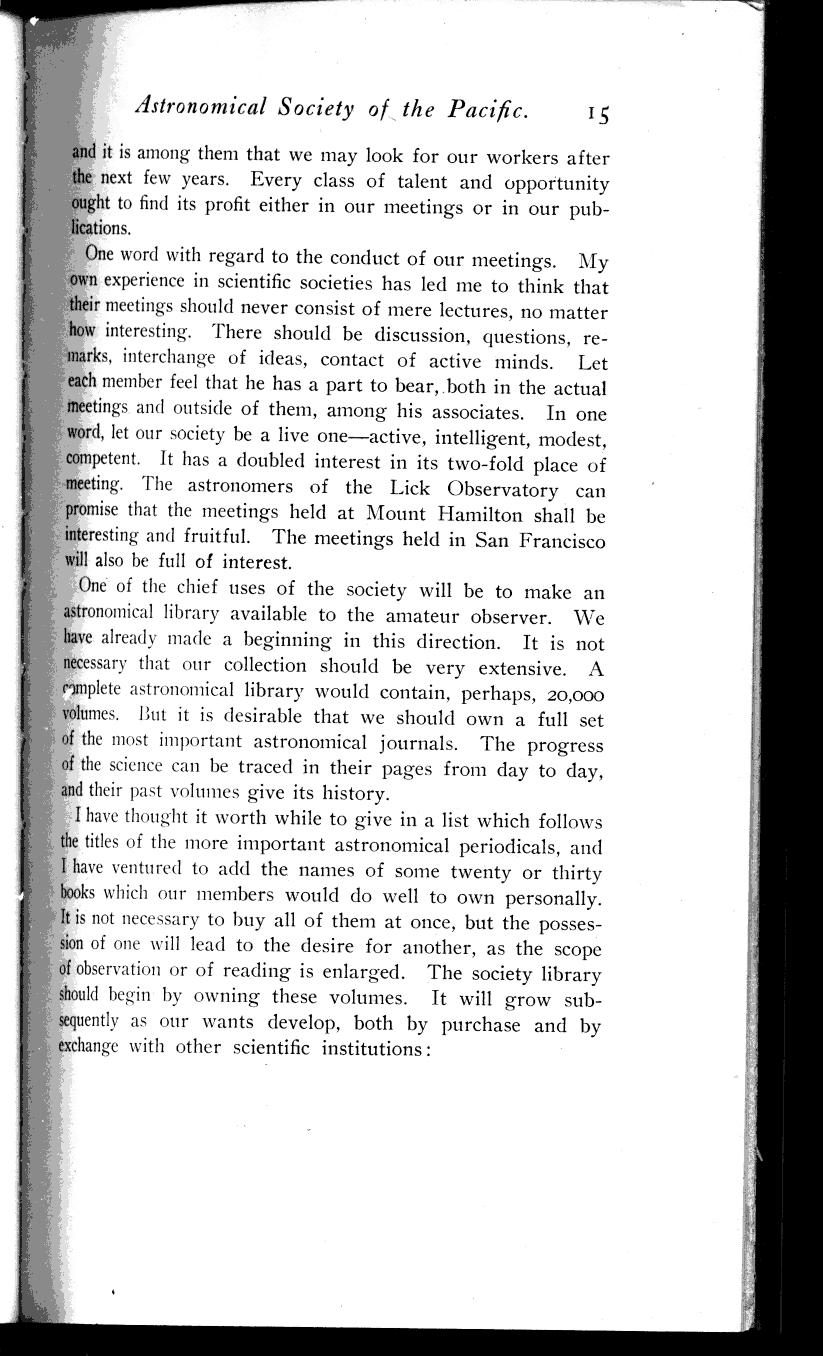 Astronomical Society of the Pacific. 15
and it is among them that we may look for our workers after
the next few years. Every class of talent and opportunity
ought to find its profit either in our meetings or in our pub-
lications.
One word with regard to the conduct of our meetings. My
own experience in scientific societies has led me to think that
their meetings should never consist of mere lectures, no matter
how interesting. There should be discussion, questions, re-
marks, interchange of ideas, contact of active minds. Let
each member feel that he has a part to bear, both in the actual
meetings and outside of them, among his associates. In one
word, let our society be a live one—active, intelligent, modest,
competent. It has a doubled interest in its two-fold place of
meeting. The astronomers of the Lick Observatory can
promise that the meetings held at Mount Hamilton shall be
interesting and fruitful. The meetings held in San Francisco
will also be full of interest.
One of the chief uses of the society will be to make an
astronomical library available to the amateur observer. We
have already made a beginning in this direction. It is not
necessary that our collection should be very extensive. A
complete astronomical library would contain, perhaps, 20,000
volumes. But it is desirable that we should own a full set
of the most important astronomical journals. The progress
of the science can be traced in their pages from day to day,
and their past volumes give its history.
I have thought it worth while to give in a list which follows
the titles of the more important astronomical periodicals, and
I have ventured to add the names of some twenty or thirty
books which our members would do well to own personally.
It is not necessary to buy all of them at once, but the posses-
sion of one will lead to the desire for another, as the scope
of observation or of reading is enlarged. The society library
should begin by owning these volumes. It will grow sub-
sequently as our wants develop, both by purchase and by
exchange with other scientific institutions: